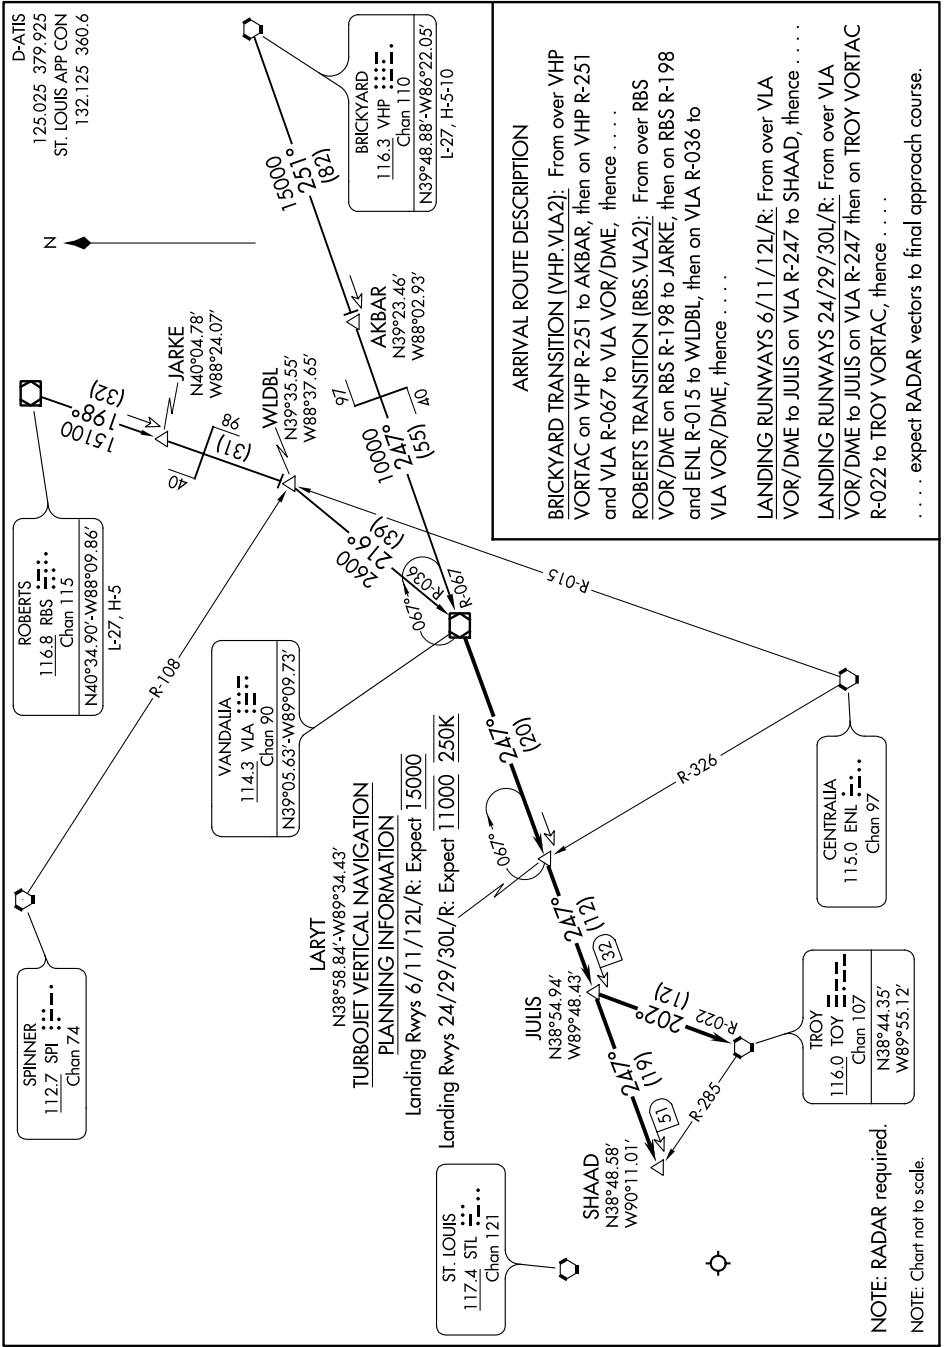 D-ATIS
125.025 379.925
ST. LOUIS APP CON
132.125 360.6
SPINNER
112.7 SPI
Chan 74
R-108
ROBERTS
116.8 RBS
Chan 115
N40°34.90'-W88°09.86'
L-27, H-5
15100
198°
(32)
JARKE
N40°04.78'
W88°24.07'
N
40
98
(31)
WLDBL
N39°35.55'
W88°37.65'
2600
216°
(39)
R-036
BRICKYARD
116.3 VHP
Chan 110
N39°48.88'-W86°22.05'
L-27, H-5-10
15000
251°
(82)
AKBAR
N39°23.46'
W88°02.93'
97
40
10000
247°
(55)
R-067
067°
VANDALIA
114.3 VLA
Chan 90
N39°05.63'-W89°09.73'
R-015
247°
(20)
LARYT
N38°58.84'-W89°34.43'
TURBOJET VERTICAL NAVIGATION
PLANNING INFORMATION
Landing Rwys 6/11/12L/R: Expect 15000
Landing Rwys 24/29/30L/R: Expect 11000 250K
067°
R-326
247°
(12)
32
JULIS
N38°54.94'
W89°48.43'
202°
(12)
R-022
247°
(19)
51
R-285
SHAAD
N38°48.58'
W90°11.01'
ST. LOUIS
117.4 STL
Chan 121
CENTRALIA
115.0 ENL
Chan 97
TROY
116.0 TOY
Chan 107
N38°44.35'
W89°55.12'
NOTE: RADAR required.
NOTE: Chart not to scale.
ARRIVAL ROUTE DESCRIPTION
BRICKYARD TRANSITION (VHP.VLA2): From over VHP
VORTAC on VHP R-251 to AKBAR, then on VHP R-251
and VLA R-067 to VLA VOR/DME, thence . . . .
ROBERTS TRANSITION (RBS.VLA2): From over RBS
VOR/DME on RBS R-198 to JARKE, then on RBS R-198
and ENL R-015 to WLDBL, then on VLA R-036 to
VLA VOR/DME, thence . . . .
LANDING RUNWAYS 6/11/12L/R: From over VLA
VOR/DME to JULIS on VLA R-247 to SHAAD, thence . . . .
LANDING RUNWAYS 24/29/30L/R: From over VLA
VOR/DME to JULIS on VLA R-247 then on TROY VORTAC
R-022 to TROY VORTAC, thence . . . .
. . . . expect RADAR vectors to final approach course.